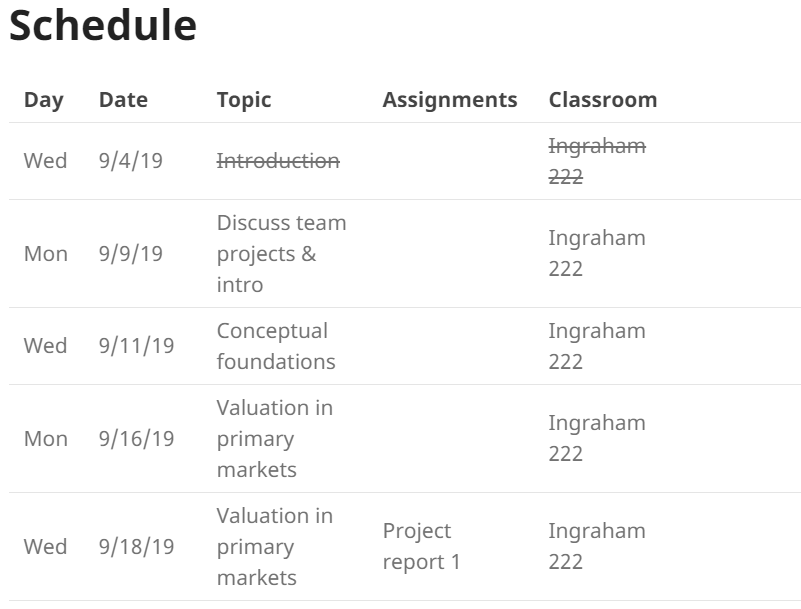 Schedule
Day Date Topic Assignments Classroom
Wed 9/4/19 Introduction Ingraham
222
Mon 9/9/19 Discuss team
projects &
intro
Ingraham
222
Wed 9/11/19 Conceptual
foundations
Ingraham
222
Mon 9/16/19 Valuation in
primary
markets
Ingraham
222
Wed 9/18/19 Valuation in
primary
markets
Project
report 1
Ingraham
222